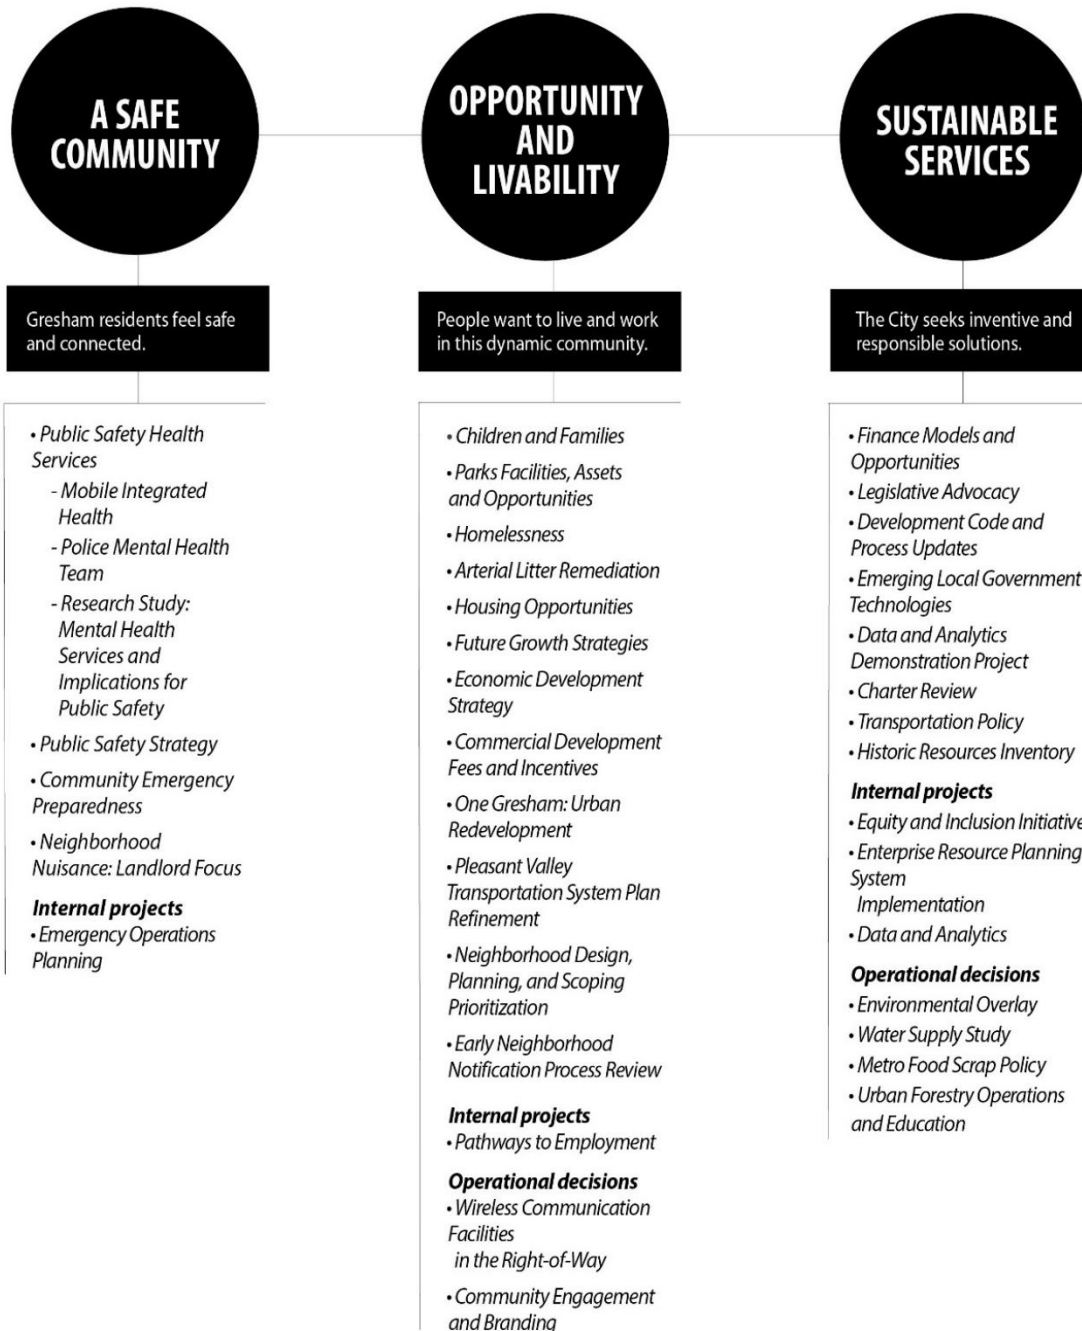 A SAFE
COMMUNITY
Gresham residents feel safe
and connected.
• Public Safety Health
Services
- Mobile Integrated
Health
- Police Mental Health
Team
- Research Study:
Mental Health
Services and
Implications for
Public Safety
• Public Safety Strategy
• Community Emergency
Preparedness
• Neighborhood
Nuisance: Landlord Focus
Internal projects
• Emergency Operations
Planning
OPPORTUNITY
AND
LIVABILITY
People want to live and work
in this dynamic community.
• Children and Families
• Parks Facilities, Assets
and Opportunities
• Homelessness
• Arterial Litter Remediation
• Housing Opportunities
• Future Growth Strategies
• Economic Development
Strategy
• Commercial Development
Fees and Incentives
• One Gresham: Urban
Redevelopment
• Pleasant Valley
Transportation System Plan
Refinement
• Neighborhood Design,
Planning, and Scoping
Prioritization
• Early Neighborhood
Notification Process Review
Internal projects
• Pathways to Employment
Operational decisions
• Wireless Communication
Facilities
in the Right-of-Way
• Community Engagement
and Branding
SUSTAINABLE
SERVICES
The City seeks inventive and
responsible solutions.
• Finance Models and
Opportunities
• Legislative Advocacy
• Development Code and
Process Updates
• Emerging Local Government
Technologies
• Data and Analytics
Demonstration Project
• Charter Review
• Transportation Policy
• Historic Resources Inventory
Internal projects
• Equity and Inclusion Initiative
• Enterprise Resource Planning
System
Implementation
• Data and Analytics
Operational decisions
• Environmental Overlay
• Water Supply Study
• Metro Food Scrap Policy
• Urban Forestry Operations
and Education